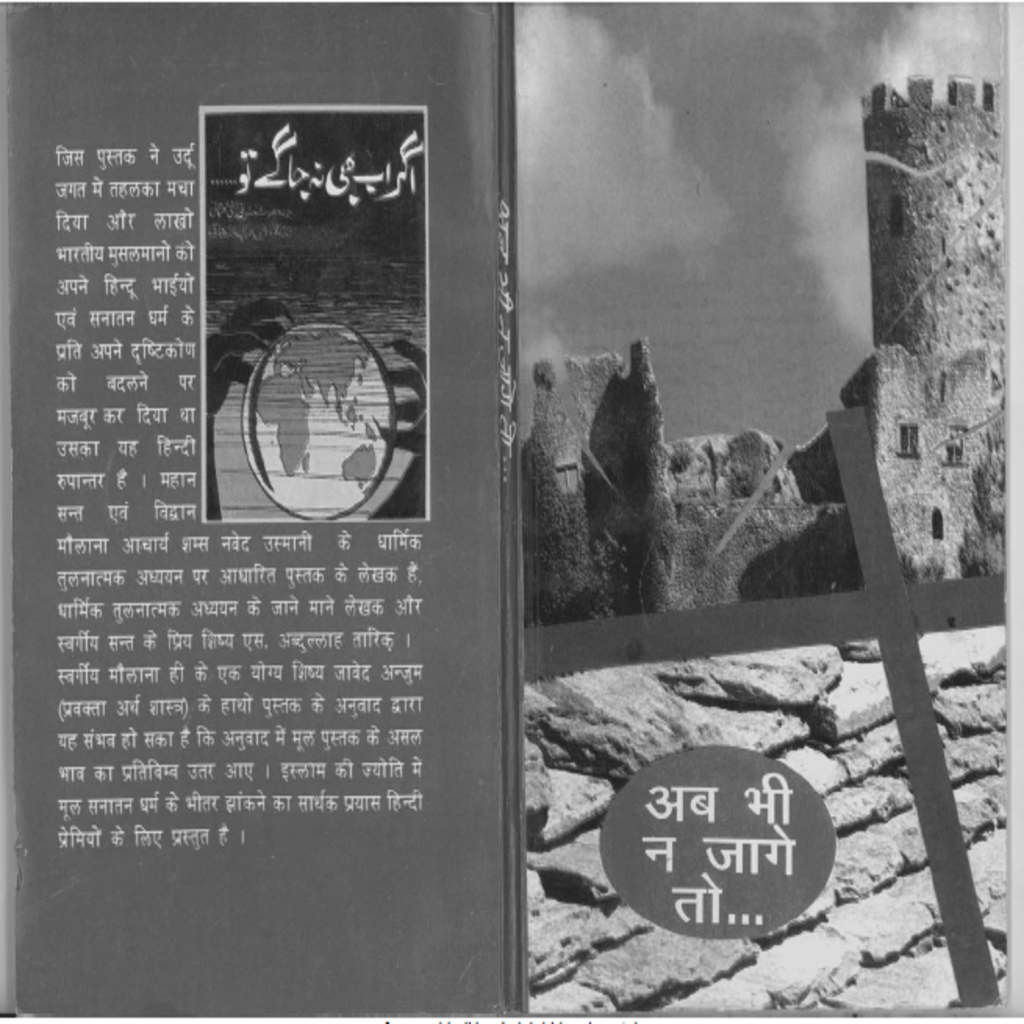 जिस पुस्तक ने उर्दू
जगत में तहलका मचा
दिया और लाखो
भारतीय मुसलमानो को
अपने हिन्दू भाईयो
एवं सनातन धर्म के
प्रति अपने दृष्टिकोण
को बदलने पर
मजबूर कर दिया था
उसका यह हिन्दी
रुपान्तर है । महान
सन्त एवं विद्वान
मौलाना आचार्य शम्स नवेद उस्मानी के धार्मिक
तुलनात्मक अध्ययन पर आधारित पुस्तक के लेखक हैं,
धार्मिक तुलनात्मक अध्ययन के जाने माने लेखक और
स्वर्गीय सन्त के प्रिय शिष्य एस. अब्दुल्लाह तारिक़ ।
स्वर्गीय मौलाना ही के एक योग्य शिष्य जावेद अन्जुम
(प्रवक्ता अर्थ शास्त्र) के हाथों पुस्तक के अनुवाद द्वारा
यह संभव हो सका है कि अनुवाद में मूल पुस्तक के असल
भाव का प्रतिविम्ब उतर आए । इस्लाम की ज्योति में
मूल सनातन धर्म के भीतर झांकने का सार्थक प्रयास हिन्दी
प्रेमियों के लिए प्रस्तुत है ।
اگر اب بھی نہ جاگے تو......
अब भी न जागे तो...
अब भी
न जागे
तो...